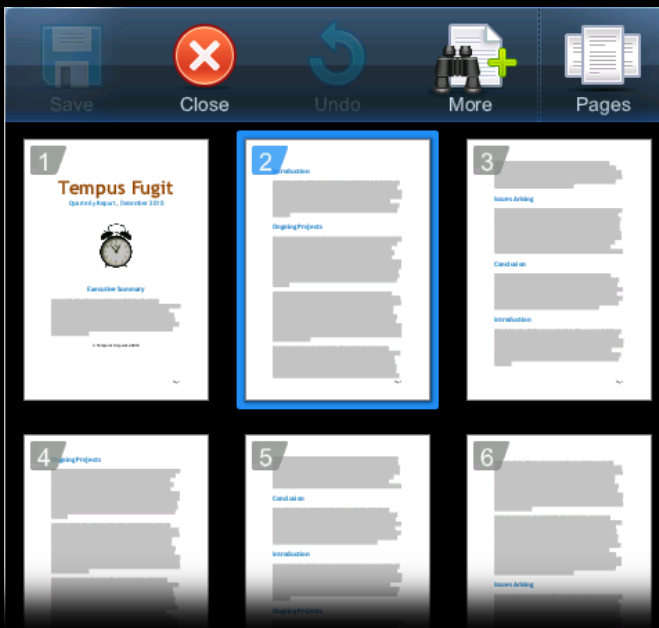 Save Close Undo More Pages
1
Tempus Fugit
Quarterly Report, December 2010
Executive Summary
2
Introduction
Ongoing Projects
3
Issues Arising
Conclusion
Introduction
4
Ongoing Projects
5
Conclusion
Introduction
Ongoing Projects
6
Issues Arising